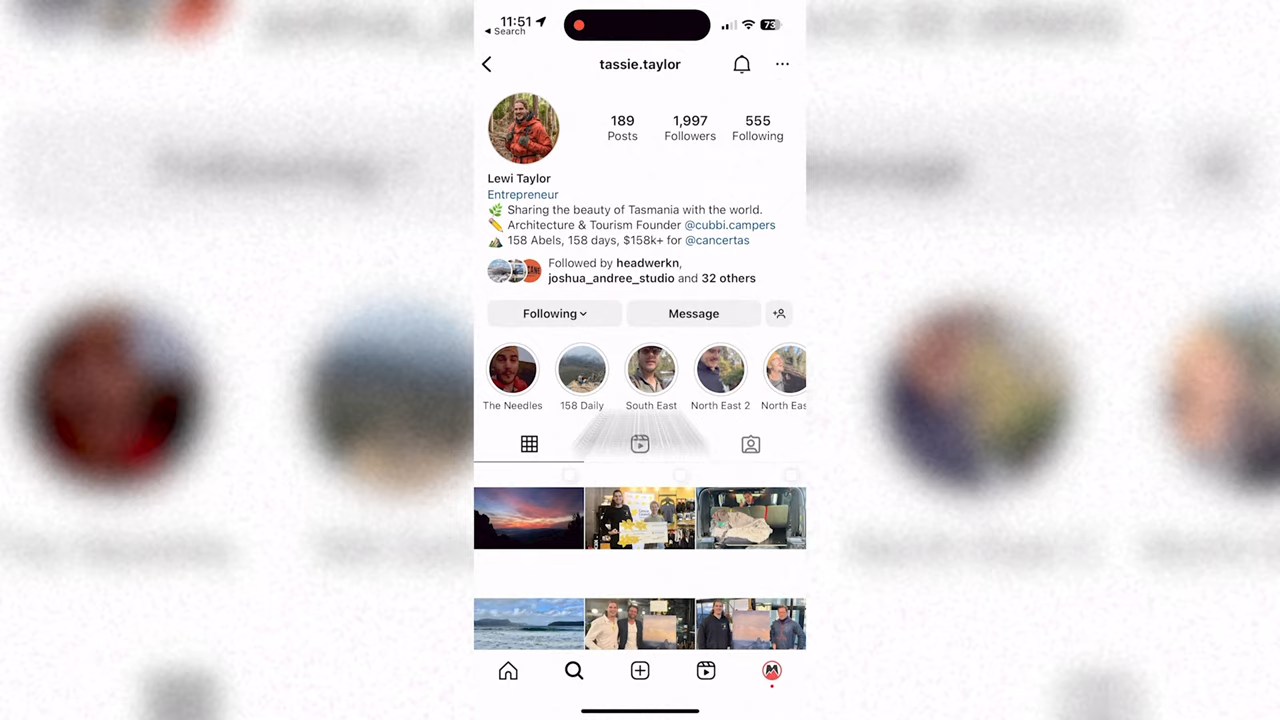 11:51
73
◀ Search
tassie.taylor
189
1,997
555
Posts
Followers
Following
Lewi Taylor
Entrepreneur
🌿 Sharing the beauty of Tasmania with the world.
✏️ Architecture & Tourism Founder @cubbi.campers
⛰️ 158 Abels, 158 days, $158k+ for @cancertas
Followed by headwerkn,
joshua_andree_studio and 32 others
Following
Message
The Needles
158 Daily
South East
North East 2
North Eas